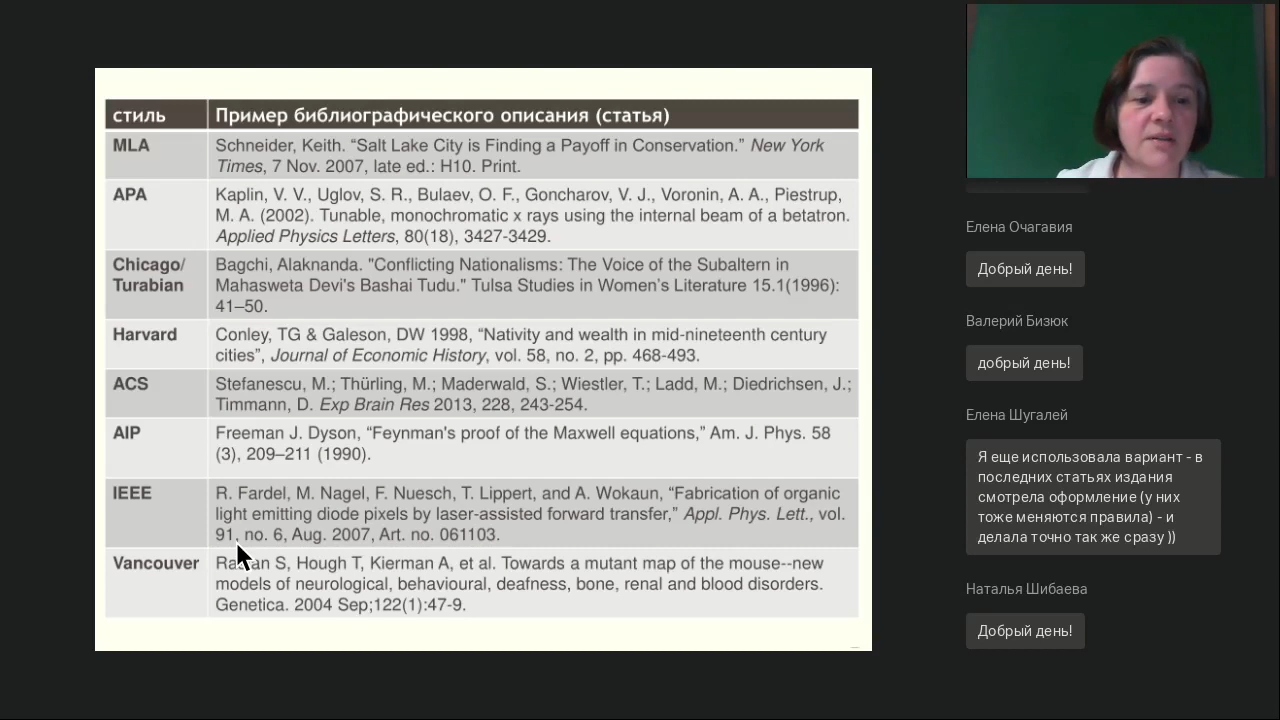 стиль Пример библиографического описания (статья)
MLA Schneider, Keith. “Salt Lake City is Finding a Payoff in Conservation.” New York
Times, 7 Nov. 2007, late ed.: H10. Print.
APA Kaplin, V. V., Uglov, S. R., Bulaev, O. F., Goncharov, V. J., Voronin, A. A., Piestrup,
M. A. (2002). Tunable, monochromatic x rays using the internal beam of a betatron.
Applied Physics Letters, 80(18), 3427-3429.
Chicago/ Bagchi, Alaknanda. "Conflicting Nationalisms: The Voice of the Subaltern in
Turabian Mahasweta Devi's Bashai Tudu." Tulsa Studies in Women’s Literature 15.1(1996):
41–50.
Harvard Conley, TG & Galeson, DW 1998, “Nativity and wealth in mid-nineteenth century
cities”, Journal of Economic History, vol. 58, no. 2, pp. 468-493.
ACS Stefanescu, M.; Thürling, M.; Maderwald, S.; Wiestler, T.; Ladd, M.; Diedrichsen, J.;
Timmann, D. Exp Brain Res 2013, 228, 243-254.
AIP Freeman J. Dyson, “Feynman's proof of the Maxwell equations,” Am. J. Phys. 58
(3), 209–211 (1990).
IEEE R. Fardel, M. Nagel, F. Nuesch, T. Lippert, and A. Wokaun, “Fabrication of organic
light emitting diode pixels by laser-assisted forward transfer,” Appl. Phys. Lett., vol.
91, no. 6, Aug. 2007, Art. no. 061103.
Vancouver S, Hough T, Kierman A, et al. Towards a mutant map of the mouse--new
models of neurological, behavioural, deafness, bone, renal and blood disorders.
Genetica. 2004 Sep;122(1):47-9.
Елена Очагавия
Добрый день!
Валерий Бизюк
добрый день!
Елена Шугалей
Я еще использовала вариант - в
последних статьях издания
смотрела оформление (у них
тоже меняются правила) - и
делала точно так же сразу ))
Наталья Шибаева
Добрый день!